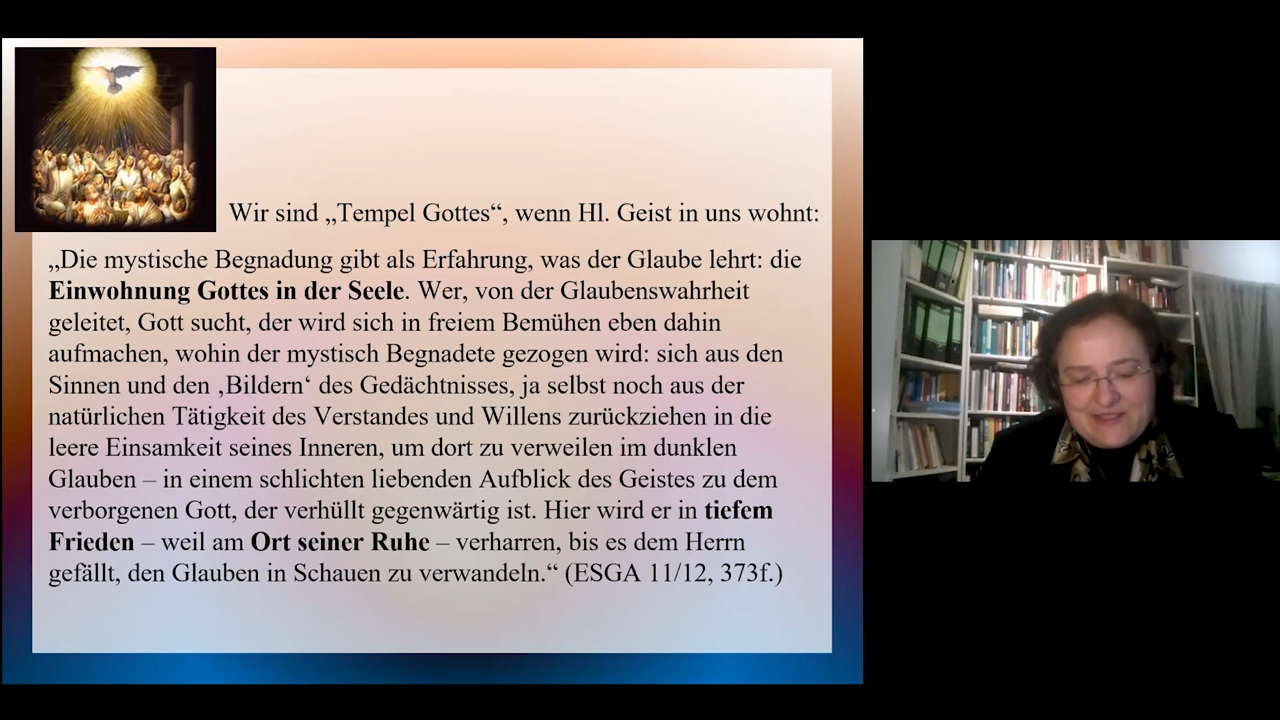 Wir sind „Tempel Gottes“, wenn Hl. Geist in uns wohnt:
„Die mystische Begnadung gibt als Erfahrung, was der Glaube lehrt: die
Einwohnung Gottes in der Seele. Wer, von der Glaubenswahrheit
geleitet, Gott sucht, der wird sich in freiem Bemühen eben dahin
aufmachen, wohin der mystisch Begnadete gezogen wird: sich aus den
Sinnen und den ‚Bildern‘ des Gedächtnisses, ja selbst noch aus der
natürlichen Tätigkeit des Verstandes und Willens zurückziehen in die
leere Einsamkeit seines Inneren, um dort zu verweilen im dunklen
Glauben – in einem schlichten liebenden Aufblick des Geistes zu dem
verborgenen Gott, der verhüllt gegenwärtig ist. Hier wird er in tiefem
Frieden – weil am Ort seiner Ruhe – verharren, bis es dem Herrn
gefällt, den Glauben in Schauen zu verwandeln.“ (ESGA 11/12, 373f.)